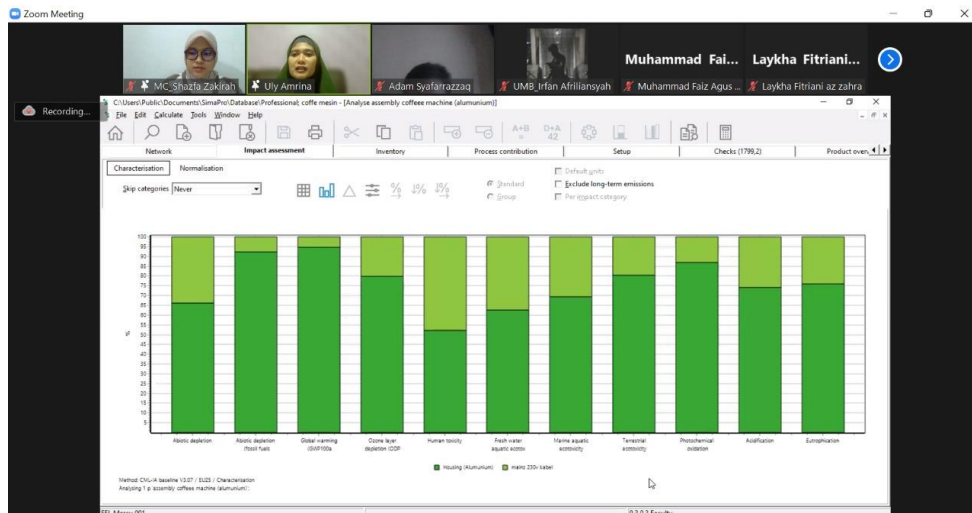 Zoom Meeting
MC_Shazfa Zakirah
Uly Amrina
Adam Syafarrazzaq
UMB_Irfan Afriliansyah
Muhammad Fai...
Muhammad Faiz Agus ...
Laykha Fitriani...
Laykha Fitriani az zahra
Recording...
C:\Users\Public\Documents\SimaPro\Database\Professional; coffe mesin - [Analyse assembly coffees machine (alumunium)]
File Edit Calculate Tools Window Help
A+B
=
D+A
42
Network Impact assessment Inventory Process contribution Setup Checks (1799,2) Product over
Characterisation Normalisation
Skip categories Never
Standard
Group
Default units
Exclude long-term emissions
Per impact category
%
100
95
90
85
80
75
70
65
60
55
50
45
40
35
30
25
20
15
10
5
Abiotic depletion
Abiotic depletion (fossil fuels
Global warming (GWP100a
Ozone layer depletion (ODP
Human toxicity
Fresh water aquatic ecotox
Marine aquatic ecotoxicity
Terrestrial ecotoxicity
Photochemical oxidation
Acidification
Eutrophication
Housing (Alumunium) mains 230v kabel
Method: CML-IA baseline V3.07 / EU25 / Characterisation
Analysing 1 p 'assembly coffees machine (alumunium)';